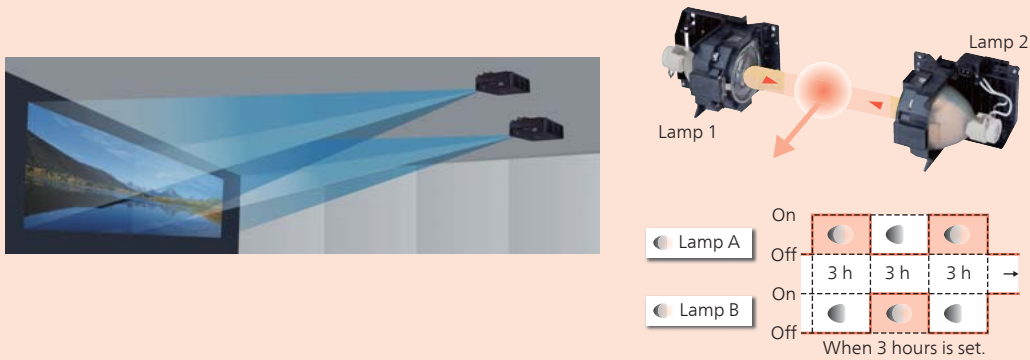 Lamp 2
Lamp 1
On
Lamp A
Off
3 h 3 h 3 h →
On
Lamp B
Off
When 3 hours is set.